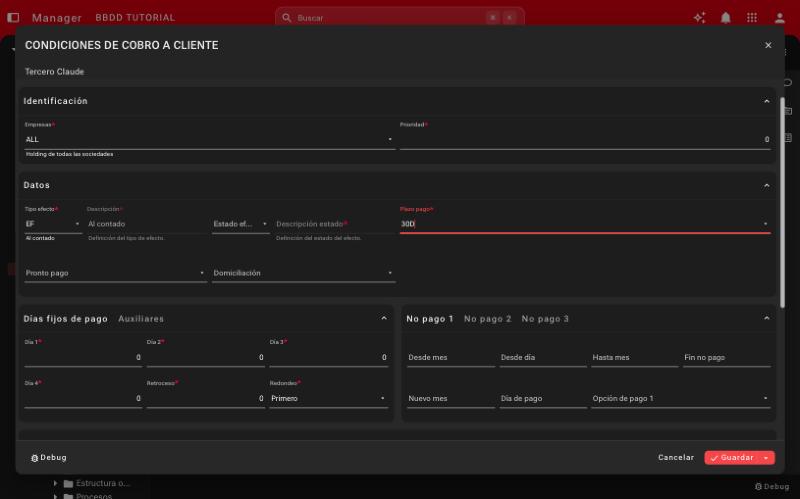 Manager BBDD TUTORIAL
Buscar
⌘ K
CONDICIONES DE COBRO A CLIENTE
Tercero Claude
Identificación
Empresas* Prioridad*
ALL 0
Holding de todas las sociedades
Datos
Tipo efecto* Descripción* Plazo pago*
EF Al contado Estado ef... Descripción estado* 30D
Al contado Definición del tipo de efecto. Definición del estado del efecto.
Pronto pago Domiciliación
Días fijos de pago Auxiliares
Día 1* Día 2* Día 3*
0 0 0
Día 4* Retroceso* Redondeo*
0 0 Primero
No pago 1 No pago 2 No pago 3
Desde mes Desde día Hasta mes Fin no pago
Nuevo mes Día de pago Opción de pago 1
Debug Cancelar Guardar
Estructura o...
Procesos
Debug